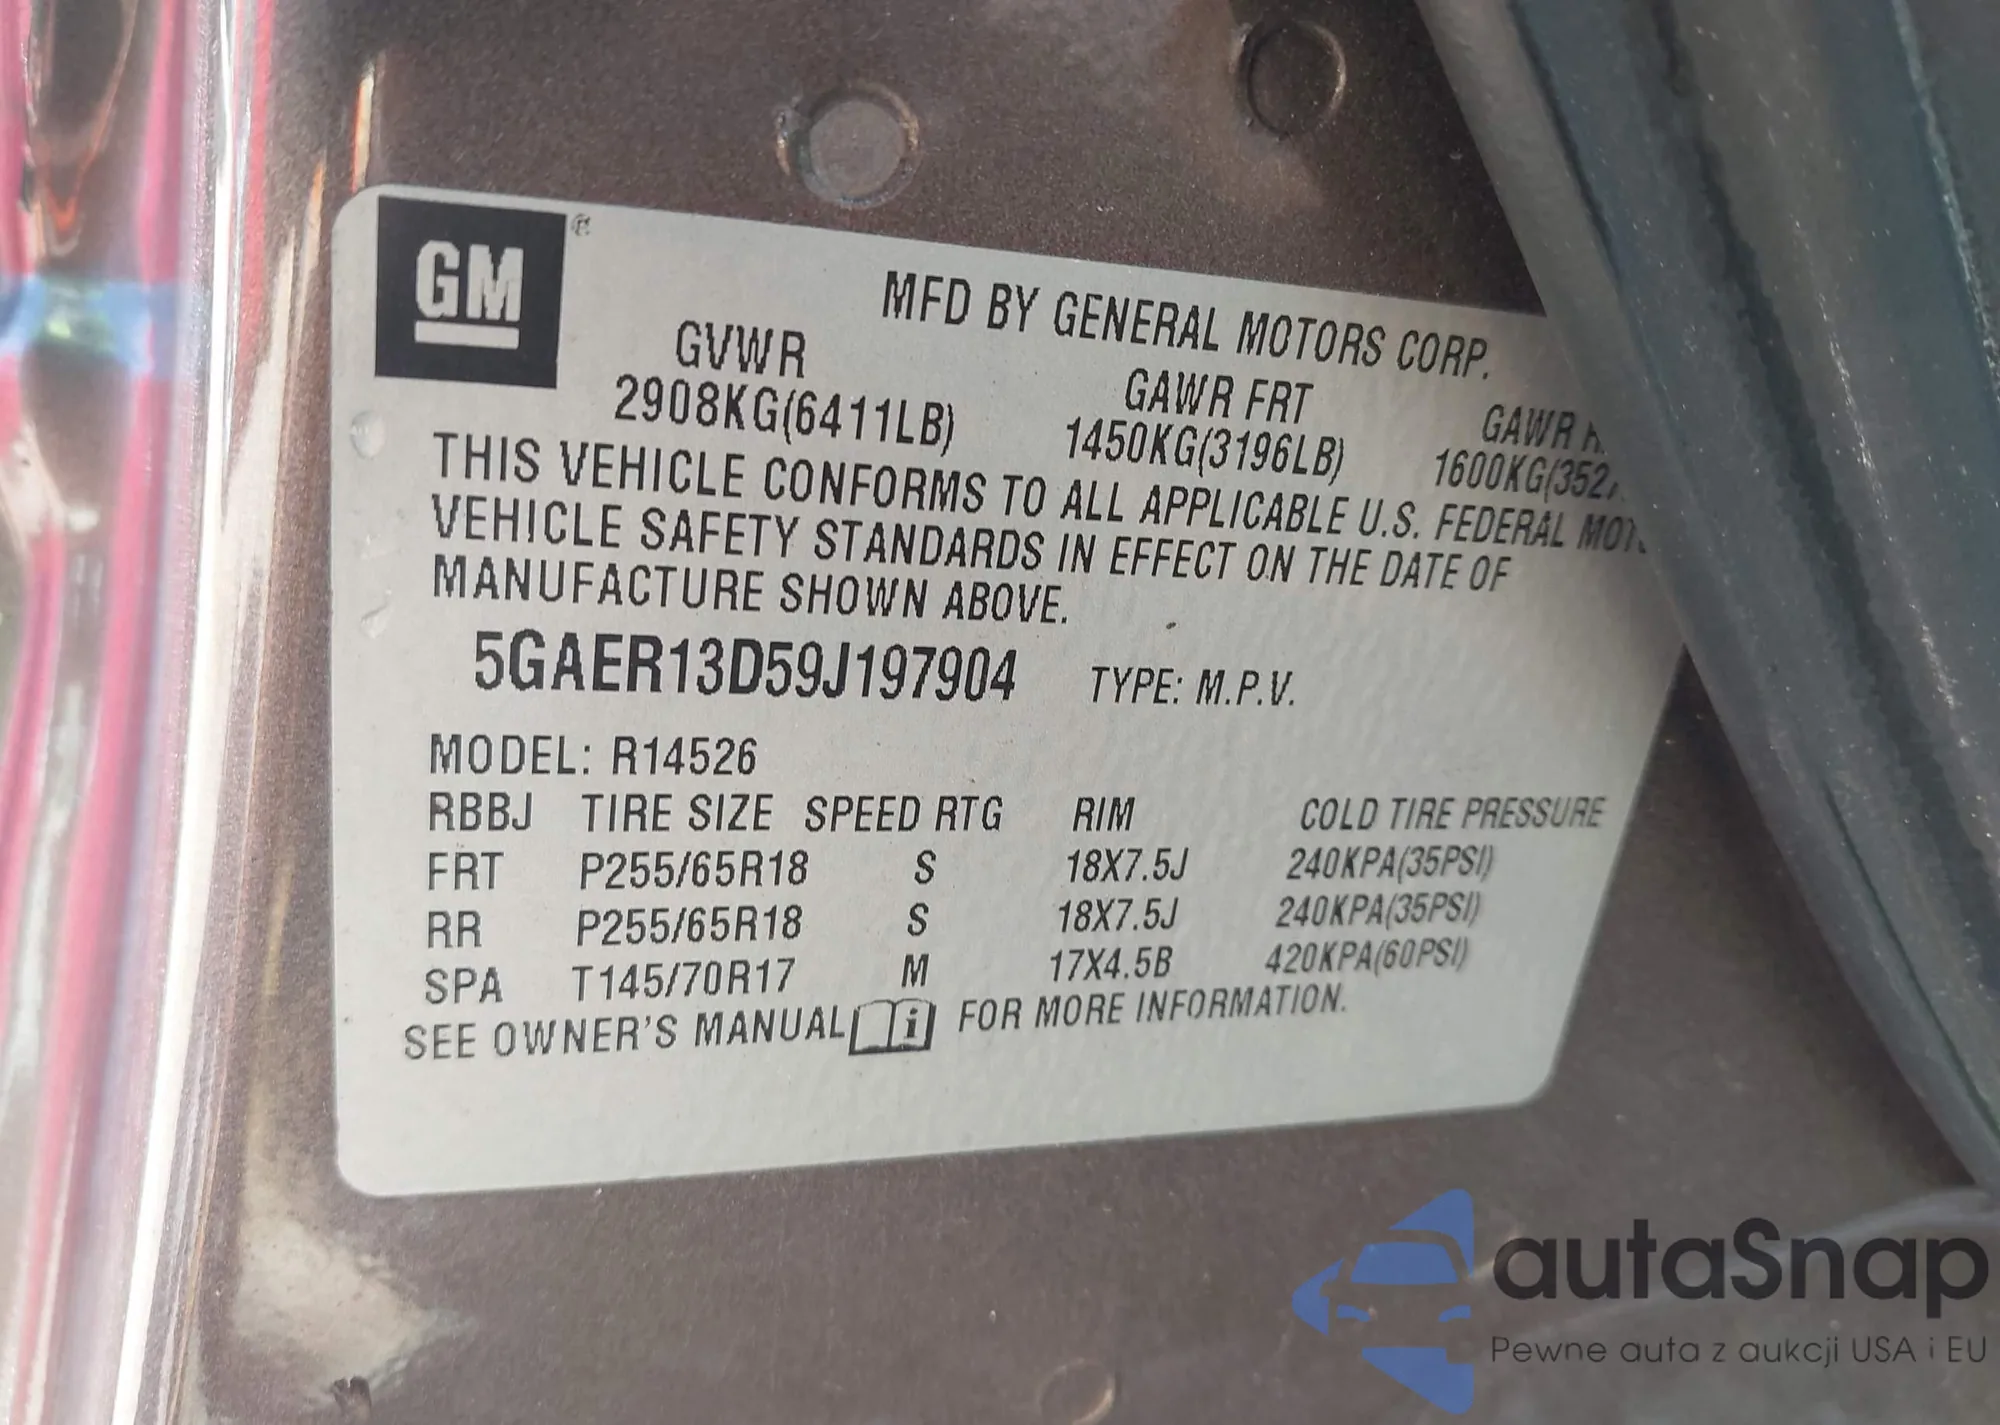 GM
MFD BY GENERAL MOTORS CORP.
GVWR GAWR FRT GAWR
2908KG(6411LB) 1450KG(3196LB) 1600KG(352
THIS VEHICLE CONFORMS TO ALL APPLICABLE U.S. FEDERAL
VEHICLE SAFETY STANDARDS IN EFFECT ON THE DATE OF
MANUFACTURE SHOWN ABOVE.
5GAER13D59J197904 TYPE: M.P.V.
MODEL: R14526
RBBJ TIRE SIZE SPEED RTG RIM COLD TIRE PRESSURE
FRT P255/65R18 S 18X7.5J 240KPA(35PSI)
RR P255/65R18 S 18X7.5J 240KPA(35PSI)
SPA T145/70R17 M 17X4.5B 420KPA(60PSI)
SEE OWNER'S MANUAL i FOR MORE INFORMATION.
autaSnap
Pewne auta z aukcji USA i EU